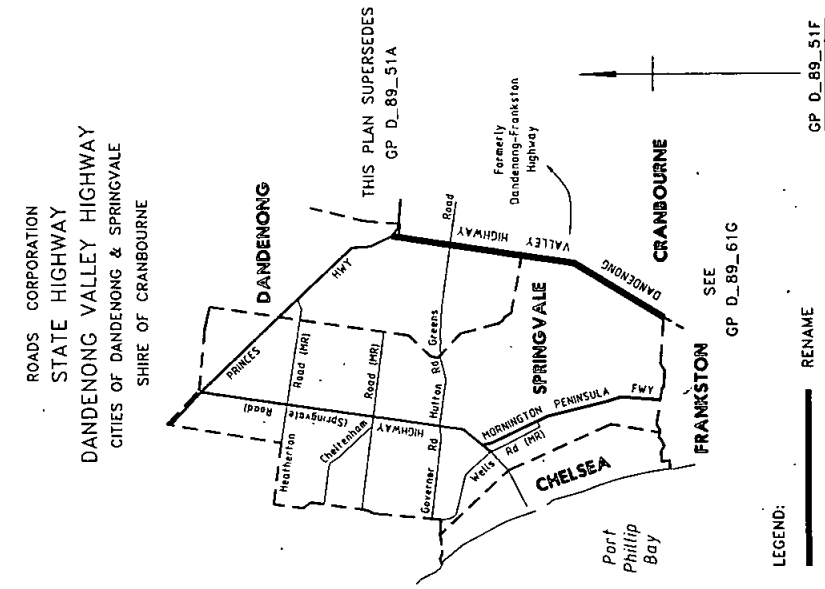 ROADS CORPORATION
STATE HIGHWAY
DANDENONG VALLEY HIGHWAY
CITIES OF DANDENONG & SPRINGVALE
SHIRE OF CRANBOURNE
DANDENONG
THIS PLAN SUPERSEDES
GP D_89_51A
PRINCES
HWY
Heatherton
Road (MR)
Cheltenham
Road (MR)
(Springvale Road)
HIGHWAY
Governor
Rd
Hutton
Rd
Greens
Road
Formerly
Dandenong-Frankston
Highway
DANDENONG
VALLEY
HIGHWAY
SPRINGVALE
CRANBOURNE
MORNINGTON
PENINSULA
FWY
Wells
Rd (MR)
CHELSEA
FRANKSTON
Port
Phillip
Bay
SEE
GP D_89_61G
LEGEND:
RENAME
GP D_89_51F